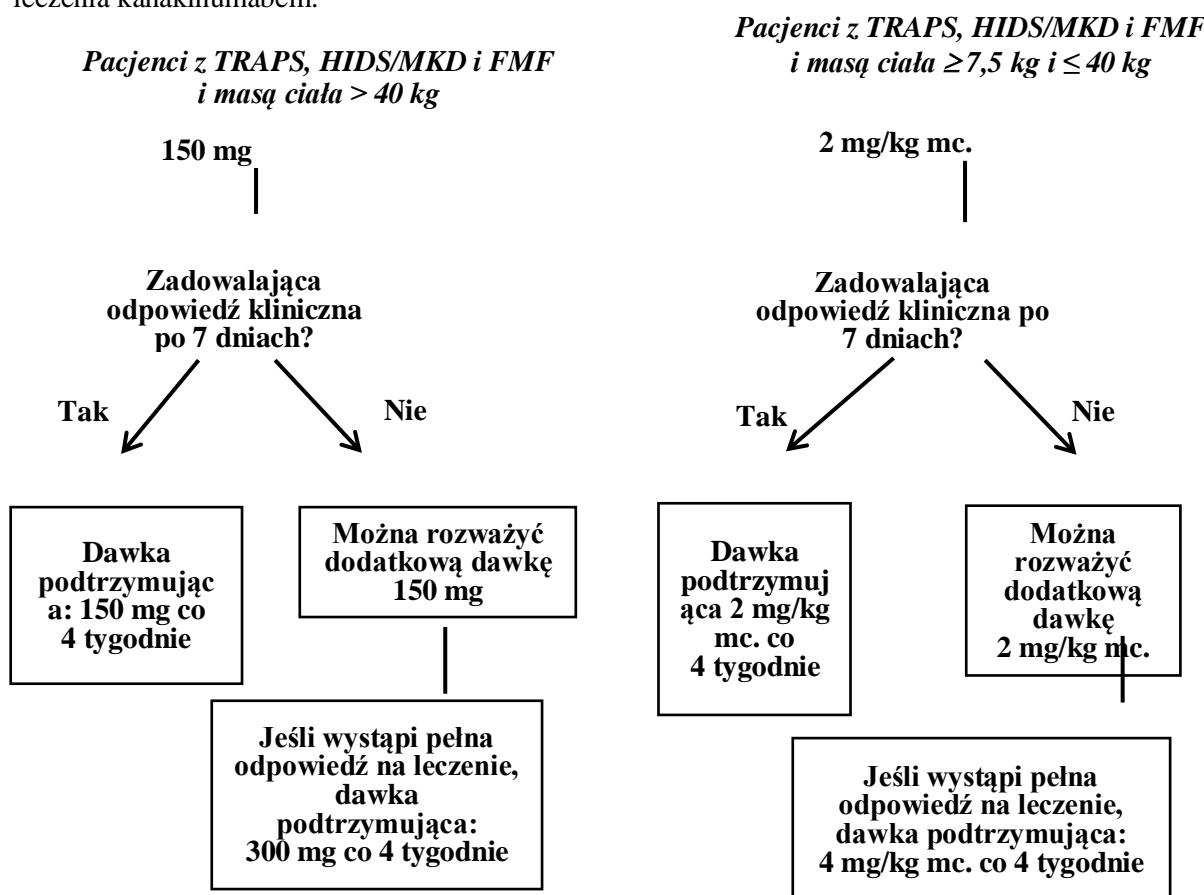 leczenia kanakinumabem.
Pacjenci z TRAPS, HIDS/MKD i FMF
i masą ciała > 40 kg
150 mg
Zadowalająca
odpowiedź kliniczna
po 7 dniach?
Tak
Nie
Dawka
podtrzymując
a: 150 mg co
4 tygodnie
Można rozważyć
dodatkową dawkę
150 mg
Jeśli wystąpi pełna
odpowiedź na leczenie,
dawka
podtrzymująca:
300 mg co 4 tygodnie
Pacjenci z TRAPS, HIDS/MKD i FMF
i masą ciała ≥ 7,5 kg i ≤ 40 kg
2 mg/kg mc.
Zadowalająca
odpowiedź kliniczna po
7 dniach?
Tak
Nie
Dawka
podtrzymuj
ąca 2 mg/kg
mc. co
4 tygodnie
Można
rozważyć
dodatkową
dawkę
2 mg/kg mc.
Jeśli wystąpi pełna
odpowiedź na leczenie,
dawka podtrzymująca:
4 mg/kg mc. co 4 tygodnie